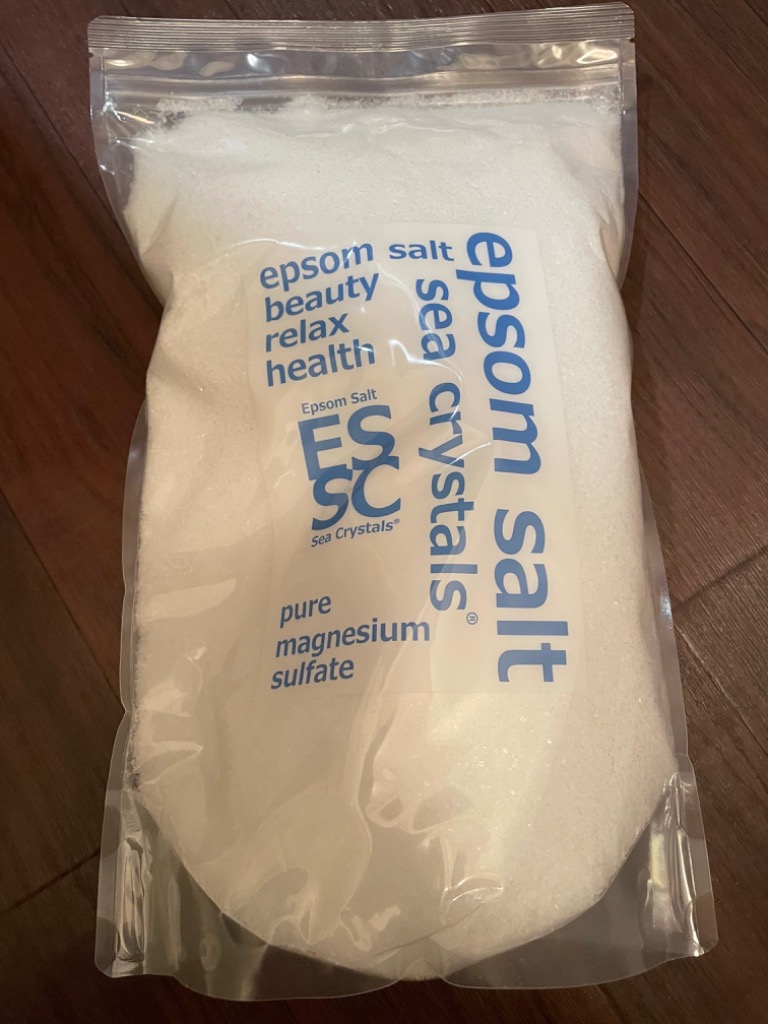 epsom salt
beauty
relax
health
Epsom Salt
ES
SC
Sea Crystals®
pure
magnesium
sulfate
sea crystals®
epsom salt